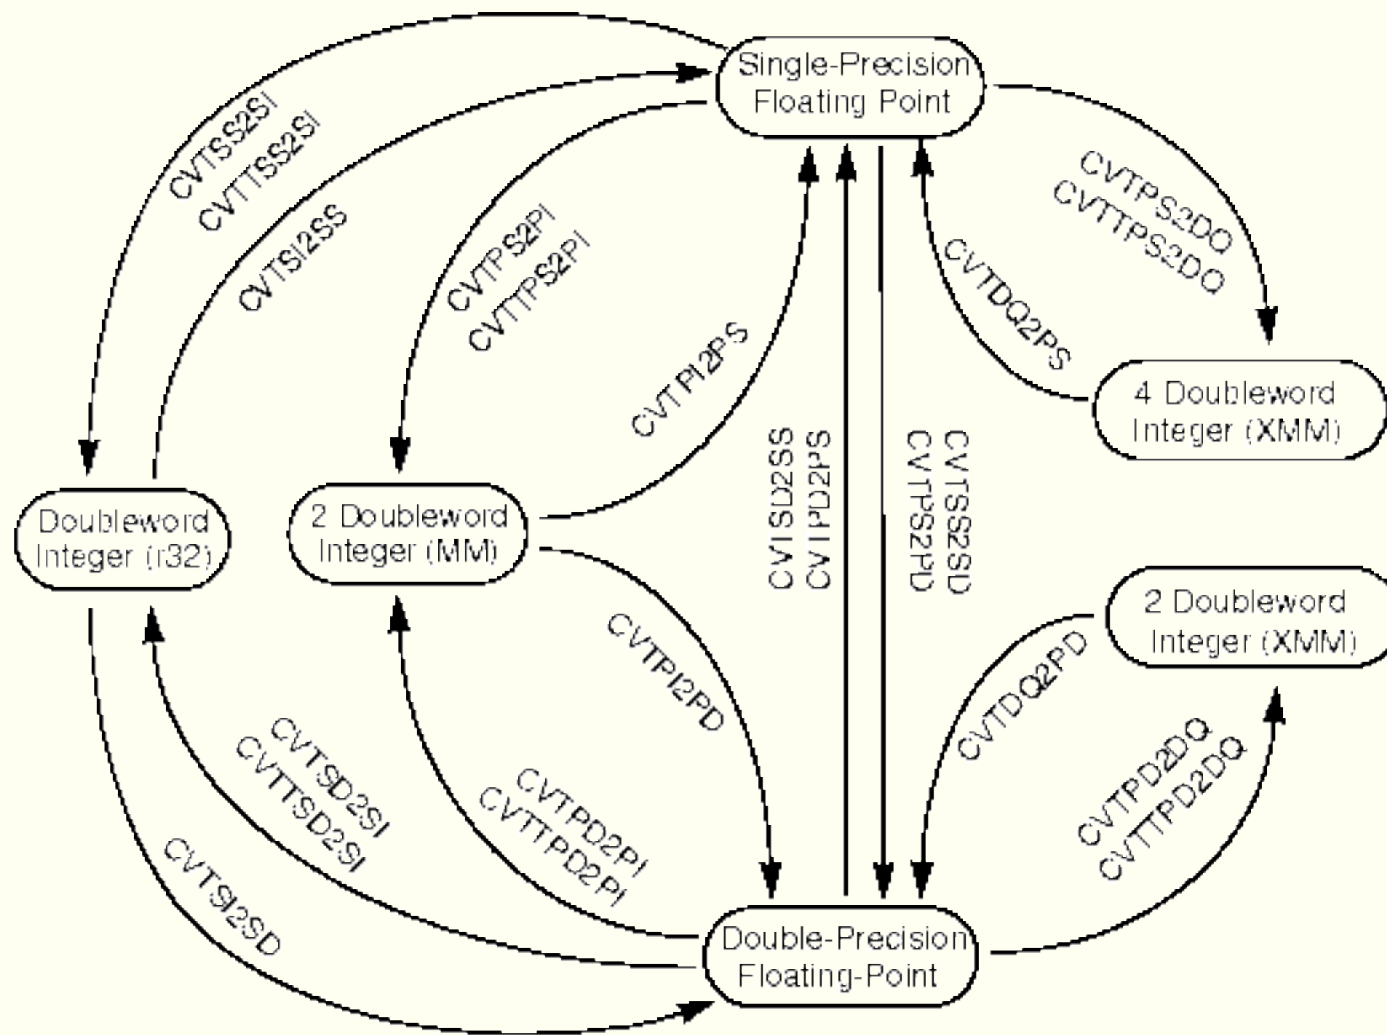 Single-Precision
Floating Point
CVTSS2SI
CVTTSS2SI
CVTSI2SS
CVTPS2PI
CVTTPS2PI
CVTPI2PS
CVTPS2DQ
CVTTPS2DQ
CVTDQ2PS
4 Doubleword
Integer (XMM)
CVTSD2SS
CVTPD2PS
CVTSS2SD
CVTPS2PD
Doubleword
Integer (r32)
2 Doubleword
Integer (MM)
2 Doubleword
Integer (XMM)
CVTPI2PD
CVTDQ2PD
CVTSD2SI
CVTTSD2SI
CVTPD2PI
CVTTPD2PI
CVTPD2DQ
CVTTPD2DQ
CVTSI2SD
Double-Precision
Floating-Point